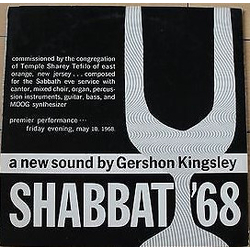 commissioned by the congregation
of Temple Sharey Tefilo of east
orange, new jersey ... composed
for the Sabbath eve service with
cantor, mixed choir, organ, percus-
sion instruments, guitar, bass, and
MOOG synthesizer
premier performance ...
friday evening, may 10, 1968.
a new sound by Gershon Kingsley
SHABBAT '68